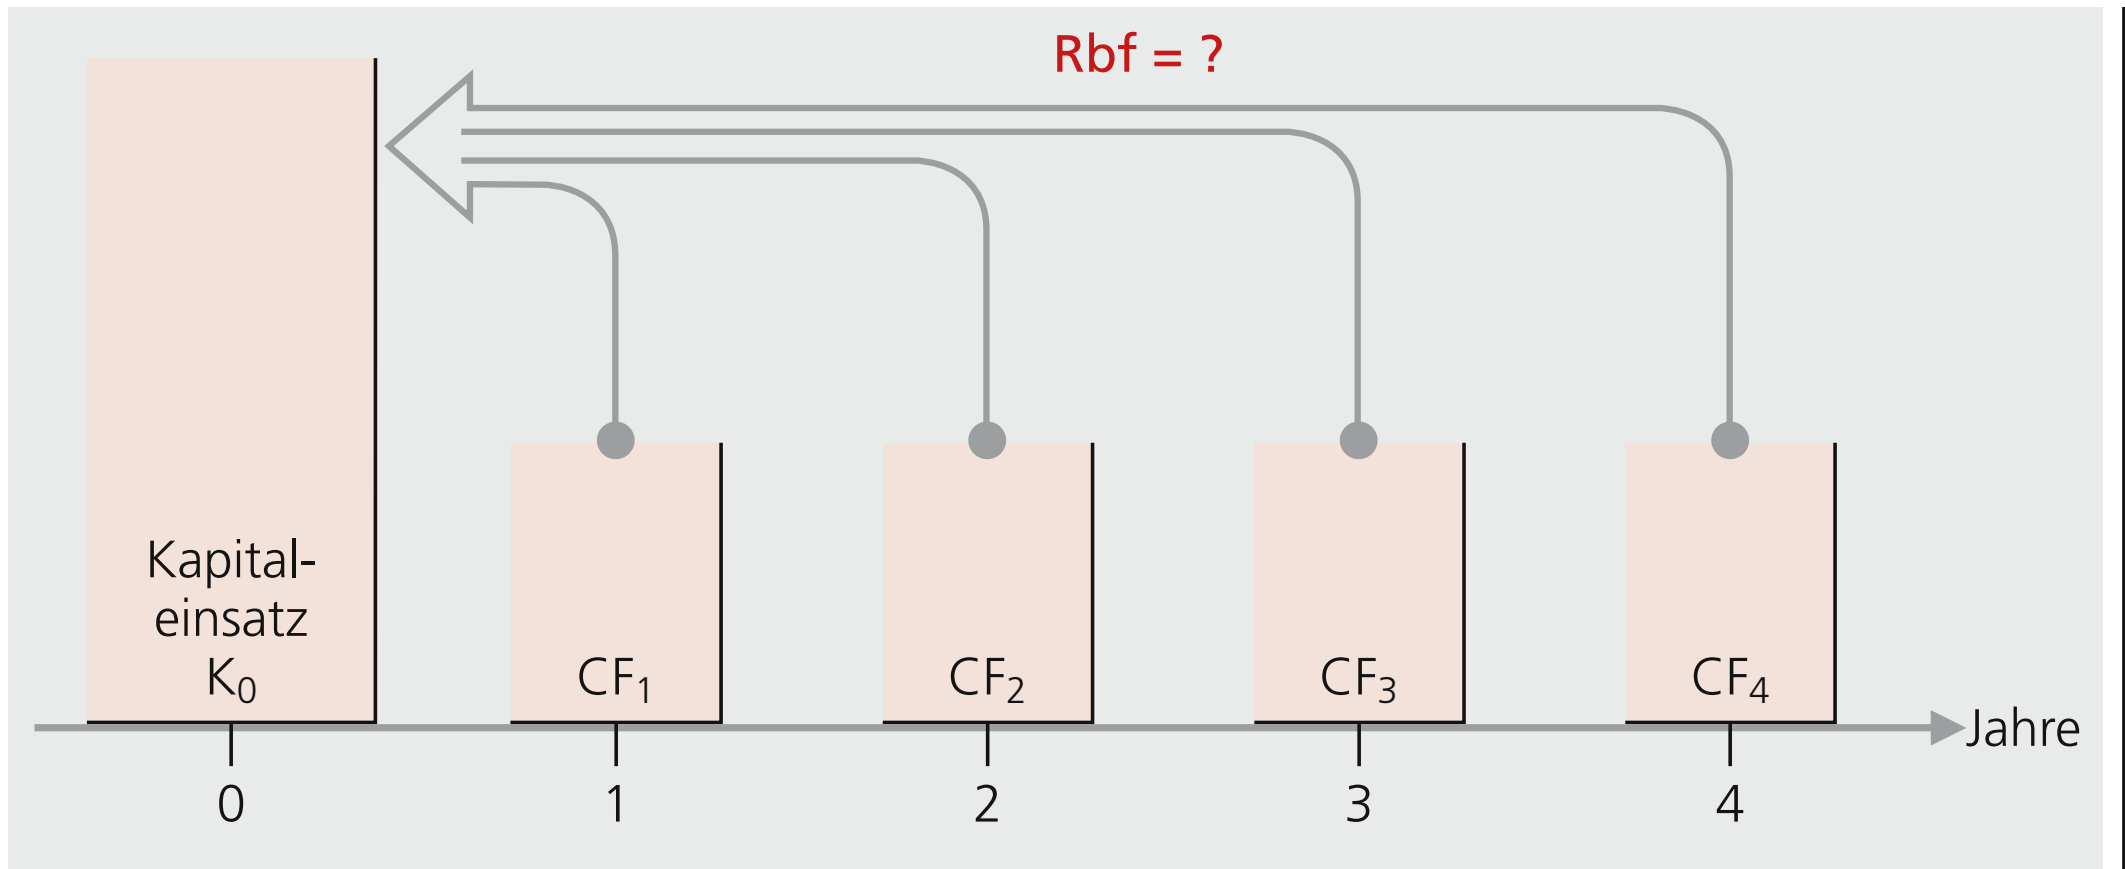 Rbf = ?
Kapital-
einsatz
K₀
CF₁
CF₂
CF₃
CF₄
Jahre
0
1
2
3
4